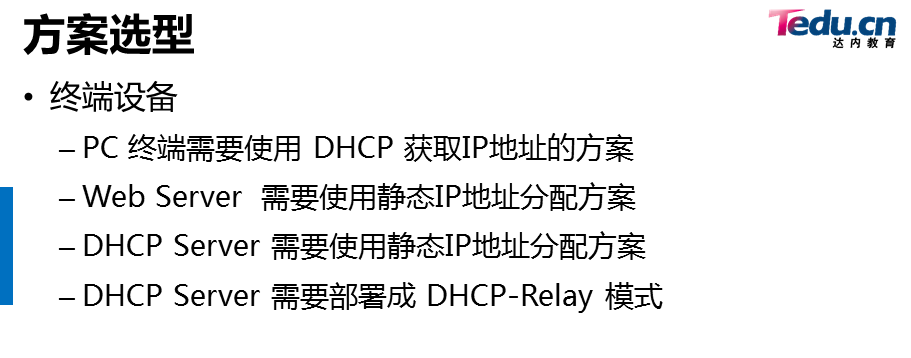 方案选型
Tedu.cn
达内教育
• 终端设备
– PC 终端需要使用 DHCP 获取IP地址的方案
– Web Server 需要使用静态IP地址分配方案
– DHCP Server 需要使用静态IP地址分配方案
– DHCP Server 需要部署成 DHCP-Relay 模式